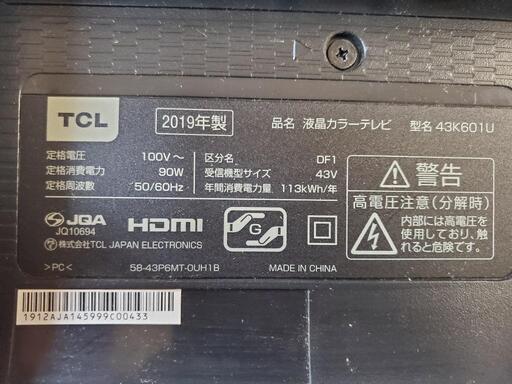 TCL 2019年製 品名 液晶カラーテレビ 型名 43K601U
定格電圧 100V～ 区分名 DF1
定格消費電力 90W 受信機型サイズ 43V
定格周波数 50/60Hz 年間消費電力量 113kWh/年
警告
高電圧注意(分解時)
内部には高電圧を
使用しており、触
れると危険です。
JQA HDMI G
JQ10694
株式会社TCL JAPAN ELECTRONICS
>PC< 58-43P6MT-0UH1B MADE IN CHINA
1912AJA145999C00433